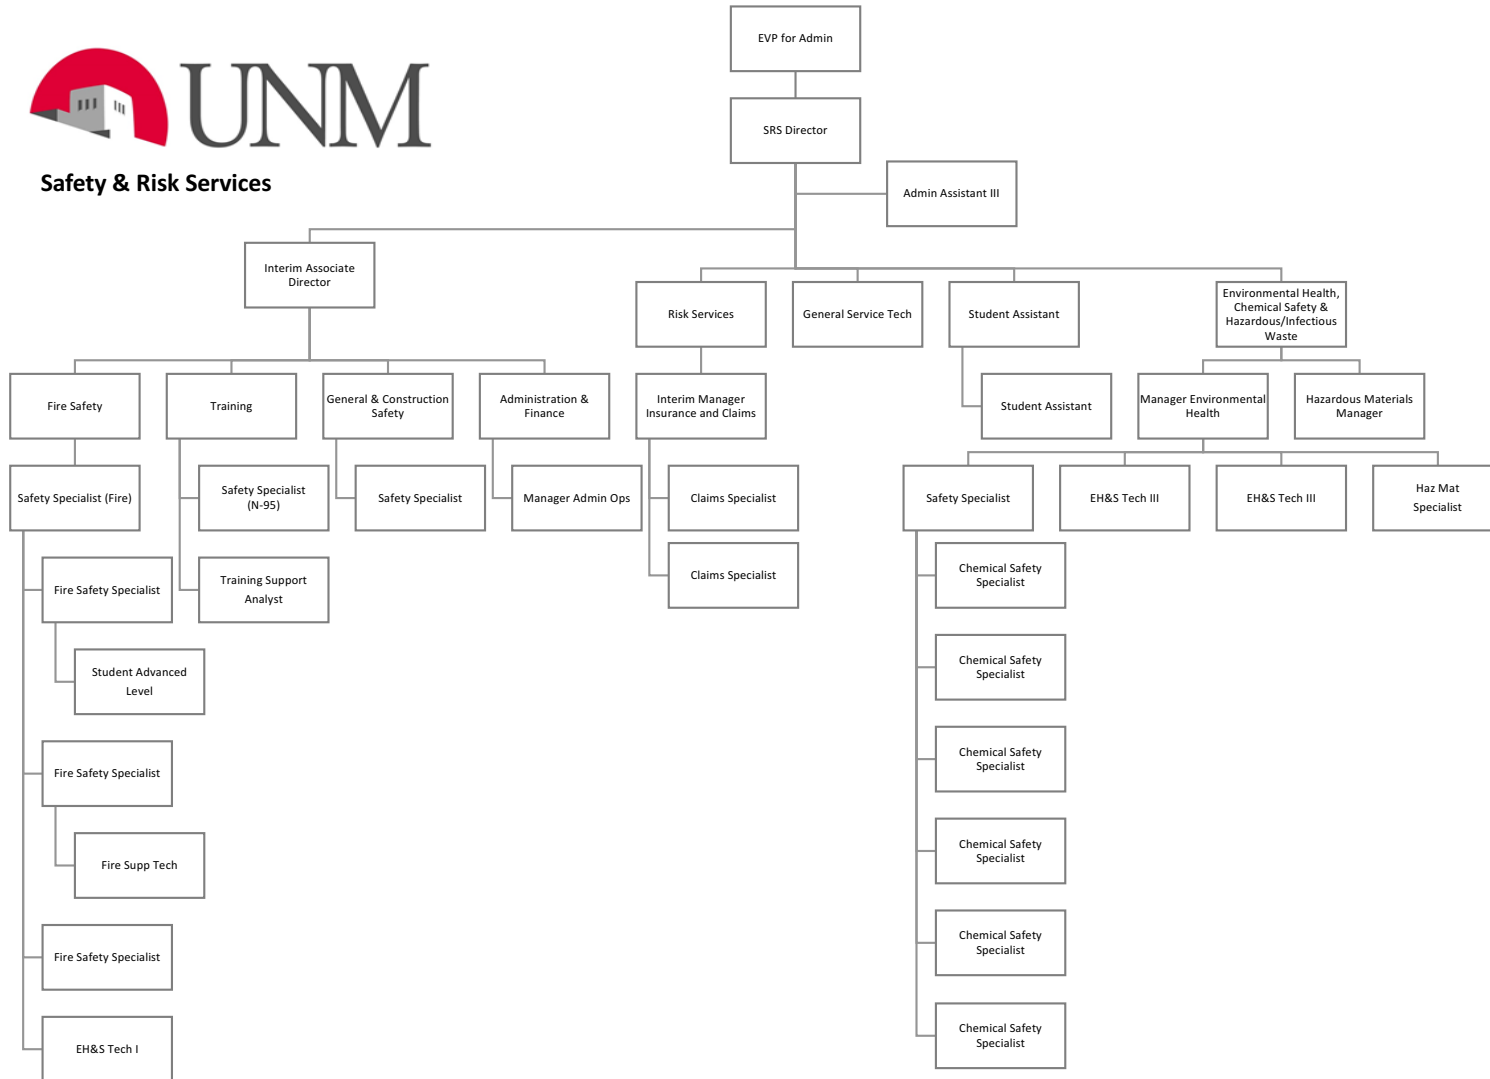 EVP for Admin
UNM
SRS Director
Safety & Risk Services
Admin Assistant III
Interim Associate
Director
Risk Services
General Service Tech
Student Assistant
Environmental Health,
Chemical Safety &
Hazardous/Infectious
Waste
Fire Safety
Training
General & Construction
Safety
Administration &
Finance
Interim Manager
Insurance and Claims
Student Assistant
Manager Environmental
Health
Hazardous Materials
Manager
Safety Specialist (Fire)
Safety Specialist
(N-95)
Safety Specialist
Manager Admin Ops
Claims Specialist
Safety Specialist
EH&S Tech III
EH&S Tech III
Haz Mat
Specialist
Fire Safety Specialist
Training Support
Analyst
Claims Specialist
Chemical Safety
Specialist
Student Advanced
Level
Chemical Safety
Specialist
Fire Safety Specialist
Chemical Safety
Specialist
Fire Supp Tech
Chemical Safety
Specialist
Fire Safety Specialist
Chemical Safety
Specialist
EH&S Tech I
Chemical Safety
Specialist